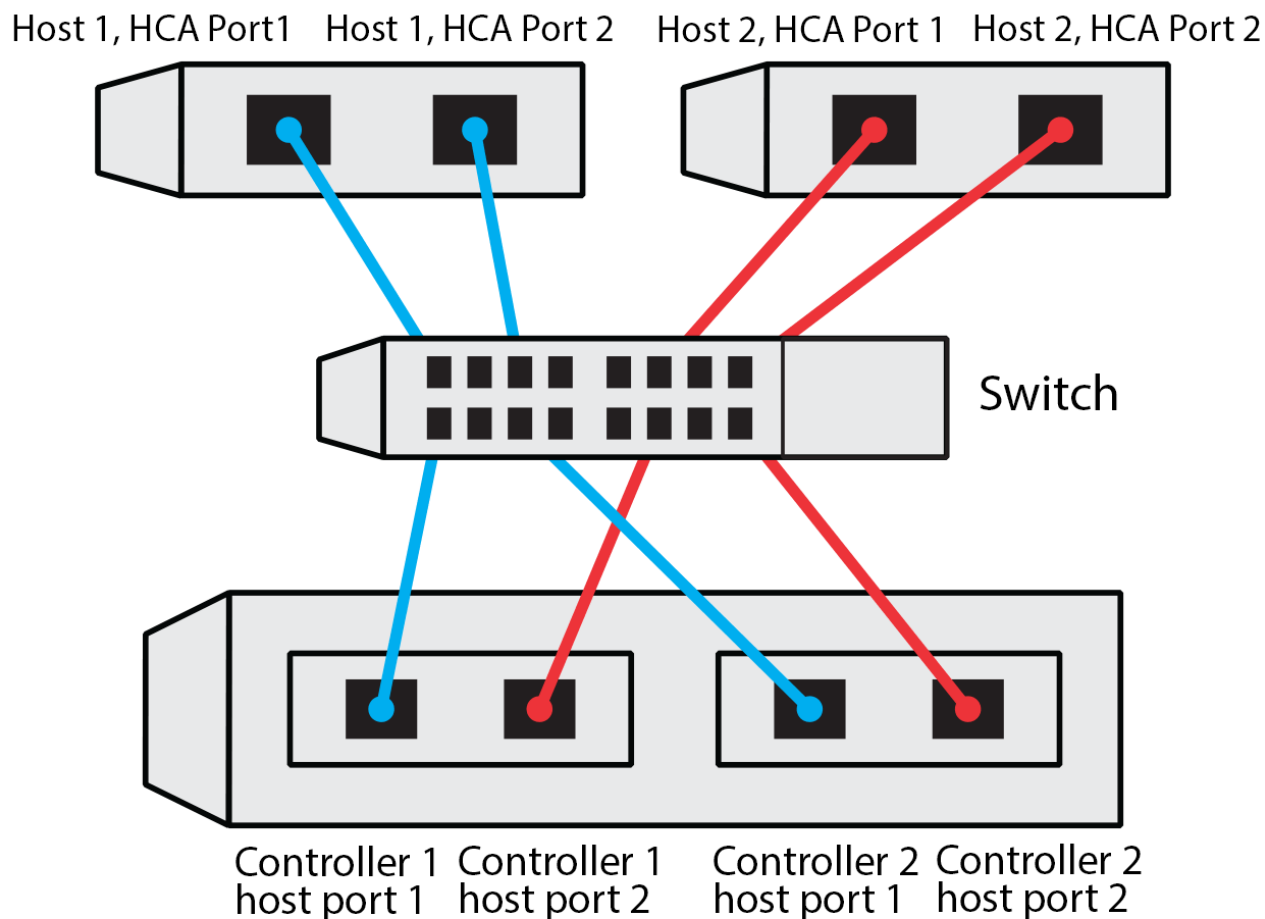 Host 1, HCA Port1 Host 1, HCA Port 2 Host 2, HCA Port 1 Host 2, HCA Port 2
Switch
Controller 1 Controller 1 Controller 2 Controller 2
host port 1 host port 2 host port 1 host port 2